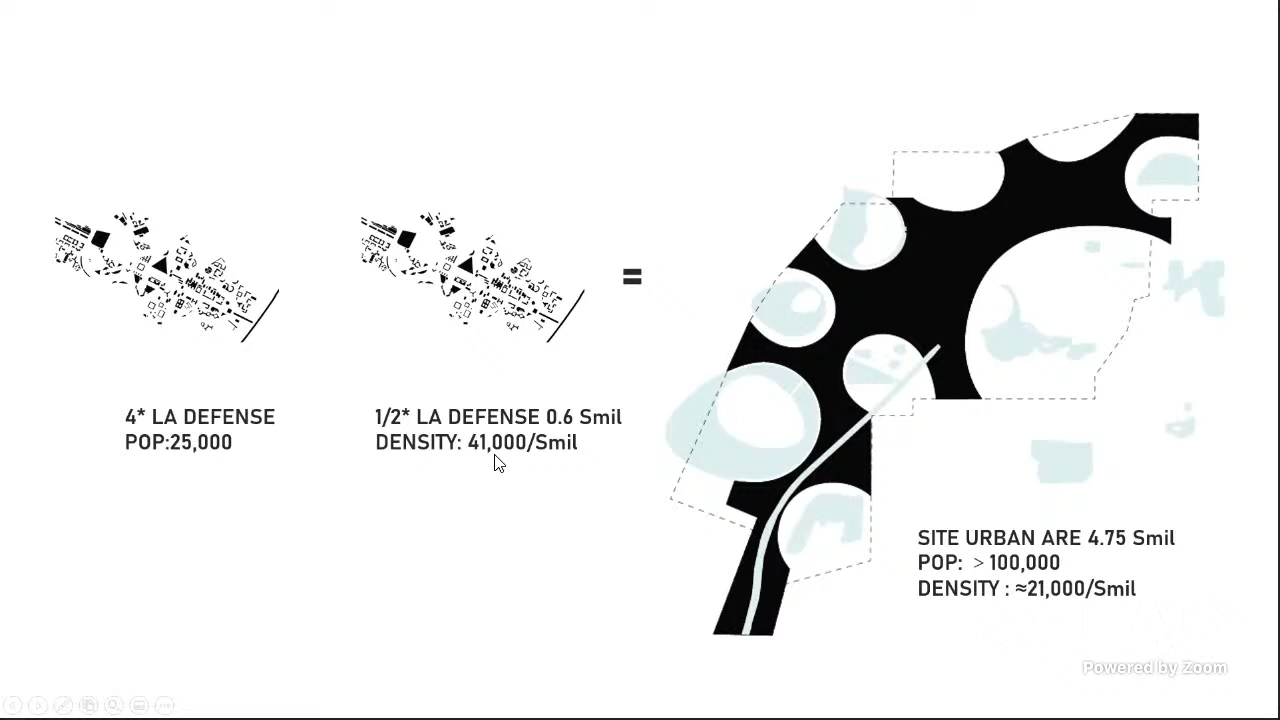 =
4* LA DEFENSE
POP:25,000
1/2* LA DEFENSE 0.6 Smil
DENSITY: 41,000/Smil
SITE URBAN ARE 4.75 Smil
POP: > 100,000
DENSITY : ≈21,000/Smil
Powered by Zoom